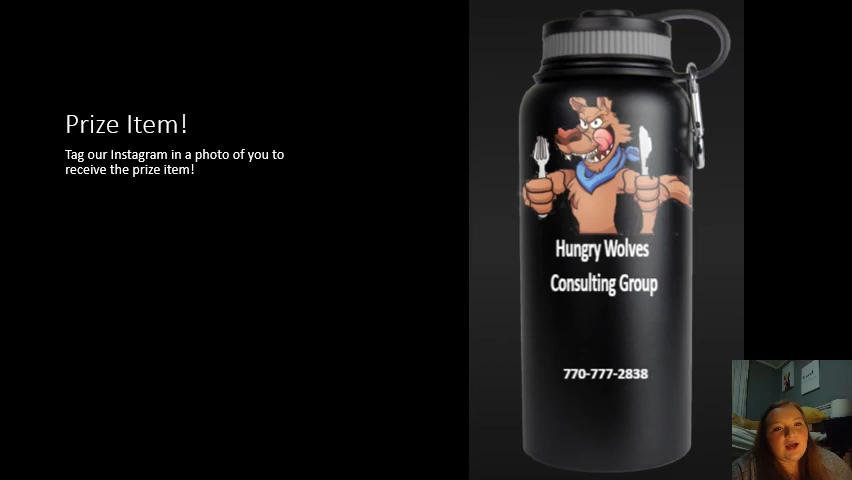 Prize Item!
Tag our Instagram in a photo of you to
receive the prize item!
Hungry Wolves
Consulting Group
770-777-2838